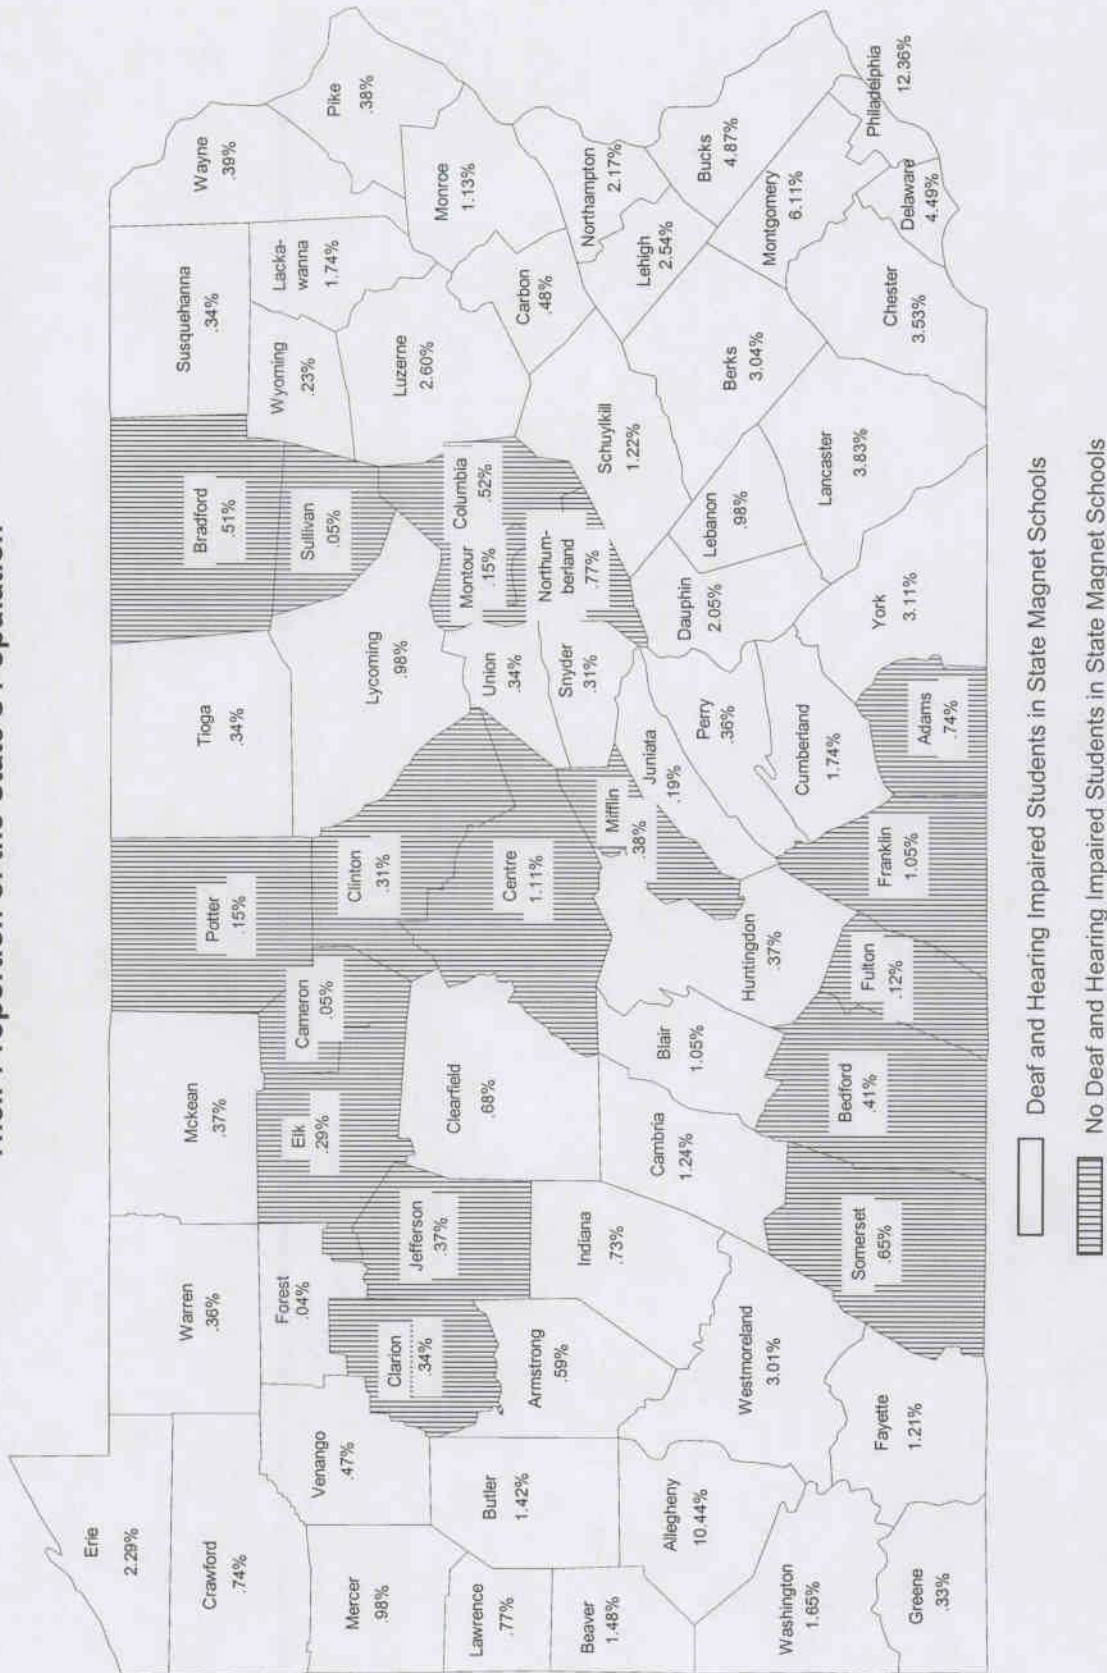 Their Proportion of the State's Population
Erie
2.29%
Crawford
.74%
Warren
.36%
Mckean
.37%
Potter
.15%
Tioga
.34%
Bradford
.51%
Susquehanna
.34%
Wayne
.39%
Pike
.38%
Mercer
.98%
Venango
.47%
Forest
.04%
Elk
.29%
Cameron
.05%
Clinton
.31%
Lycoming
.98%
Sullivan
.05%
Wyoming
.23%
Lacka-
wanna
1.74%
Lawrence
.77%
Butler
1.42%
Clarion
.34%
Jefferson
.37%
Clearfield
.68%
Centre
1.11%
Union
.34%
Montour
.15%
Columbia
.52%
Luzerne
2.60%
Monroe
1.13%
Beaver
1.48%
Armstrong
.59%
Indiana
.73%
Snyder
.31%
Northum-
berland
.77%
Schuylkill
1.22%
Carbon
.48%
Northampton
2.17%
Allegheny
10.44%
Westmoreland
3.01%
Cambria
1.24%
Blair
1.05%
Huntingdon
.37%
Mifflin
.38%
Juniata
.19%
Perry
.36%
Dauphin
2.05%
Lebanon
.98%
Berks
3.04%
Lehigh
2.54%
Bucks
4.87%
Montgomery
6.11%
Washington
1.65%
Greene
.33%
Fayette
1.21%
Somerset
.65%
Bedford
.41%
Fulton
.12%
Franklin
1.05%
Cumberland
1.74%
Adams
.74%
York
3.11%
Lancaster
3.83%
Chester
3.53%
Delaware
4.49%
Philadelphia
12.36%
Deaf and Hearing Impaired Students in State Magnet Schools
No Deaf and Hearing Impaired Students in State Magnet Schools